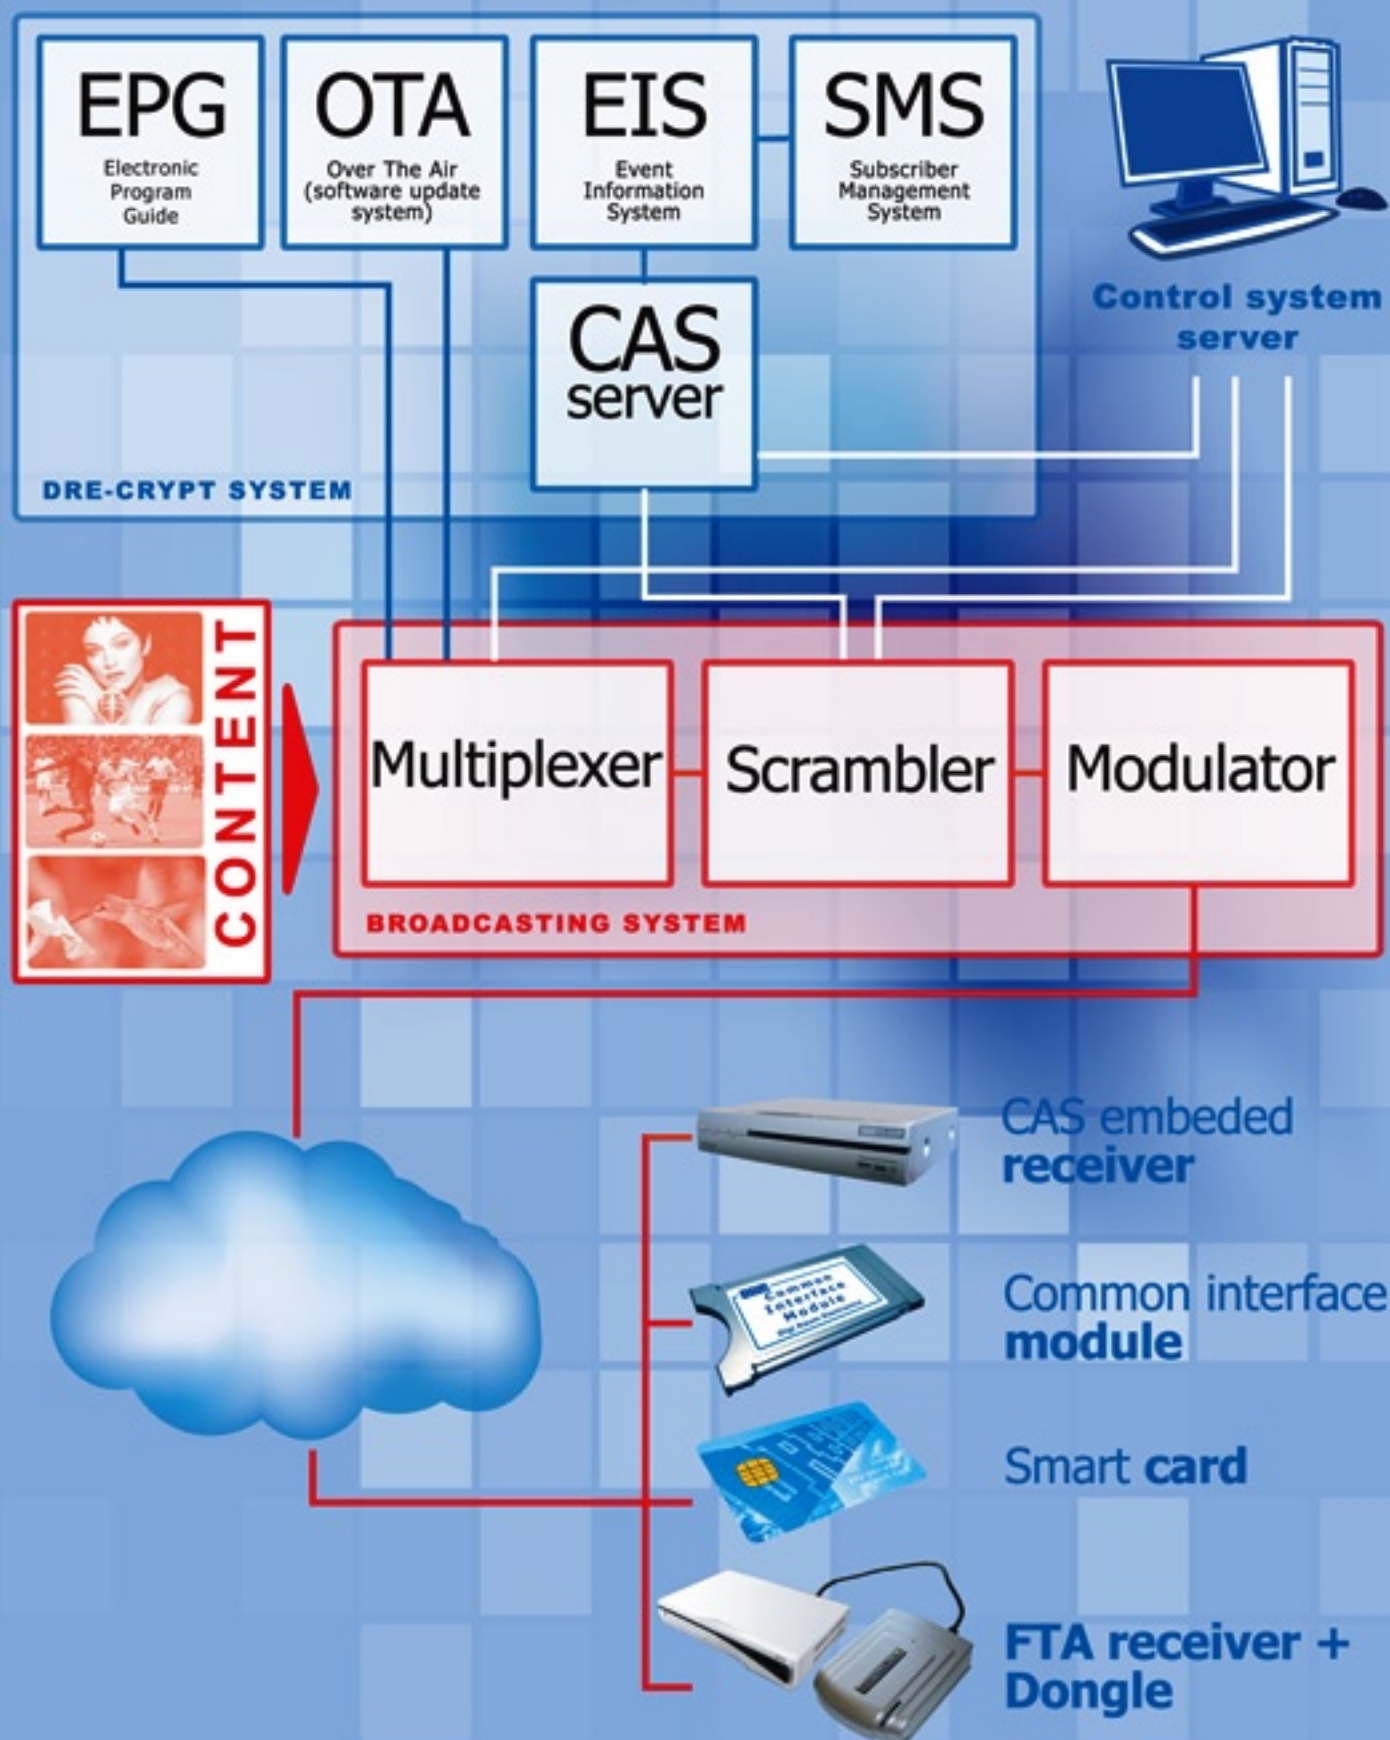 EPG
Electronic
Program
Guide
OTA
Over The Air
(software update
system)
EIS
Event
Information
System
SMS
Subscriber
Management
System
Control system
server
CAS
server
DRE-CRYPT SYSTEM
CONTENT
Multiplexer
Scrambler
Modulator
BROADCASTING SYSTEM
CAS embeded
receiver
Common
Interface
Module
Common interface
module
Smart card
FTA receiver +
Dongle